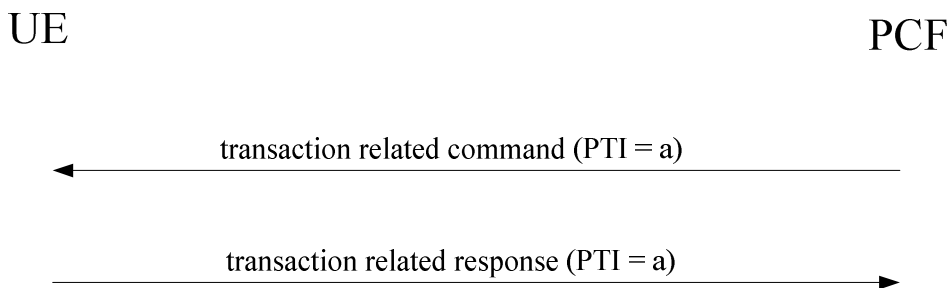 UE
PCF
transaction related command (PTI = a)
transaction related response (PTI = a)